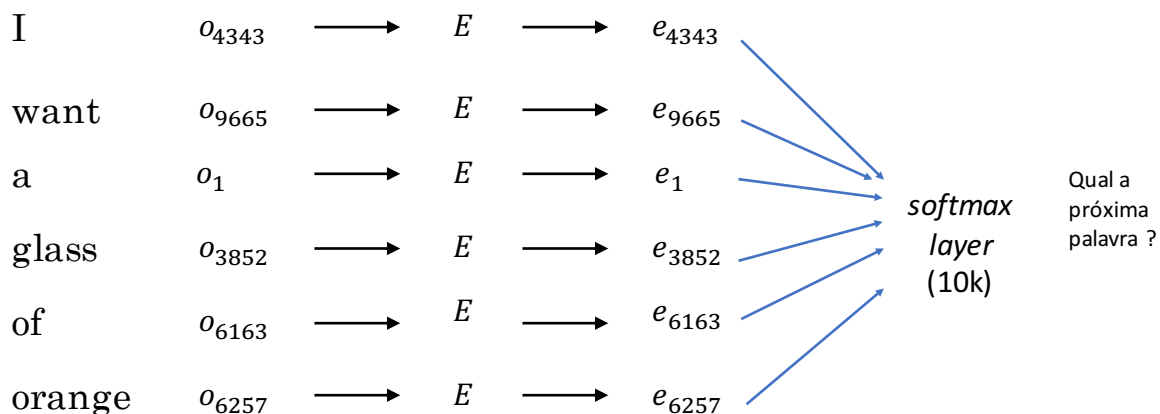 I o₄₃₄₃ E e₄₃₄₃
want o₉₆₆₅ E e₉₆₆₅
a o₁ E e₁
glass o₃₈₅₂ E e₃₈₅₂
of o₆₁₆₃ E e₆₁₆₃
orange o₆₂₅₇ E e₆₂₅₇
softmax
layer
(10k)
Qual a
próxima
palavra ?